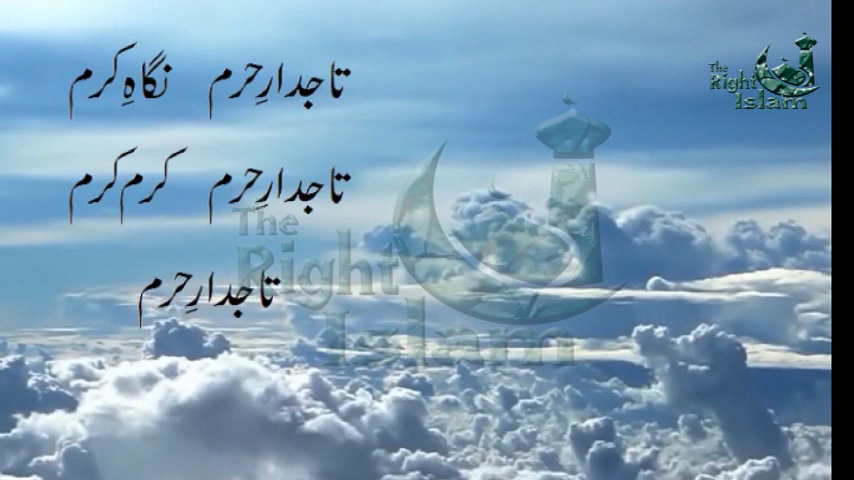 تاجدارِ حرم نگاہِ کرم
تاجدارِ حرم کرم کرم
تاجدارِ حرم
The
Right
Islam
The
Right
Islam